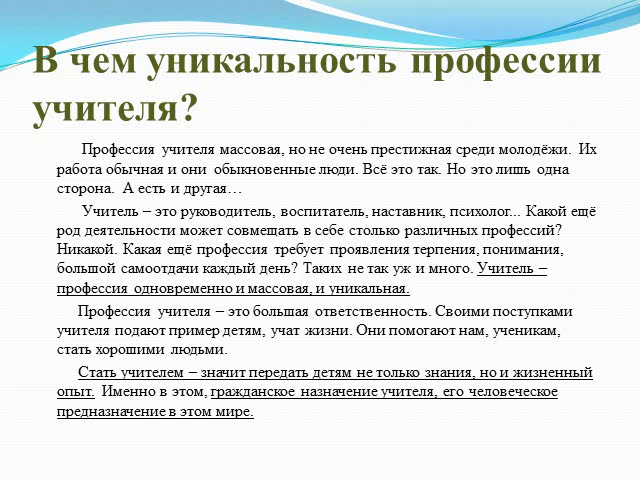 В чем уникальность профессии
учителя?
Профессия учителя массовая, но не очень престижная среди молодёжи. Их
работа обычная и они обыкновенные люди. Всё это так. Но это лишь одна
сторона. А есть и другая…
Учитель – это руководитель, воспитатель, наставник, психолог... Какой ещё
род деятельности может совмещать в себе столько различных профессий?
Никакой. Какая ещё профессия требует проявления терпения, понимания,
большой самоотдачи каждый день? Таких не так уж и много. Учитель –
профессия одновременно и массовая, и уникальная.
Профессия учителя – это большая ответственность. Своими поступками
учителя подают пример детям, учат жизни. Они помогают нам, ученикам,
стать хорошими людьми.
Стать учителем – значит передать детям не только знания, но и жизненный
опыт. Именно в этом, гражданское назначение учителя, его человеческое
предназначение в этом мире.